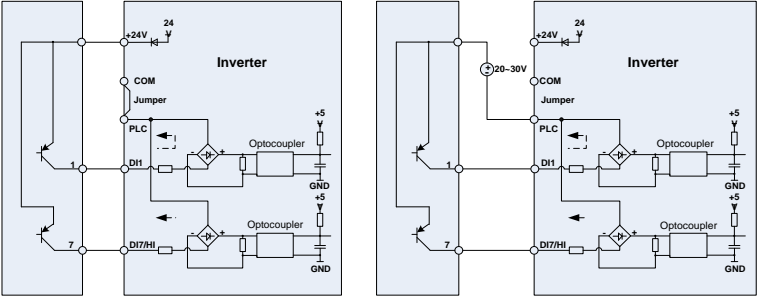 24
V
+24V
Inverter
COM
Jumper
PLC
+5
V
- +
Optocoupler
1
DI1
GND
+5
V
- +
Optocoupler
7
DI7/HI
GND
24
V
+24V
20~30V
Inverter
COM
Jumper
PLC
+5
V
- +
Optocoupler
1
DI1
GND
+5
V
- +
Optocoupler
7
DI7/HI
GND